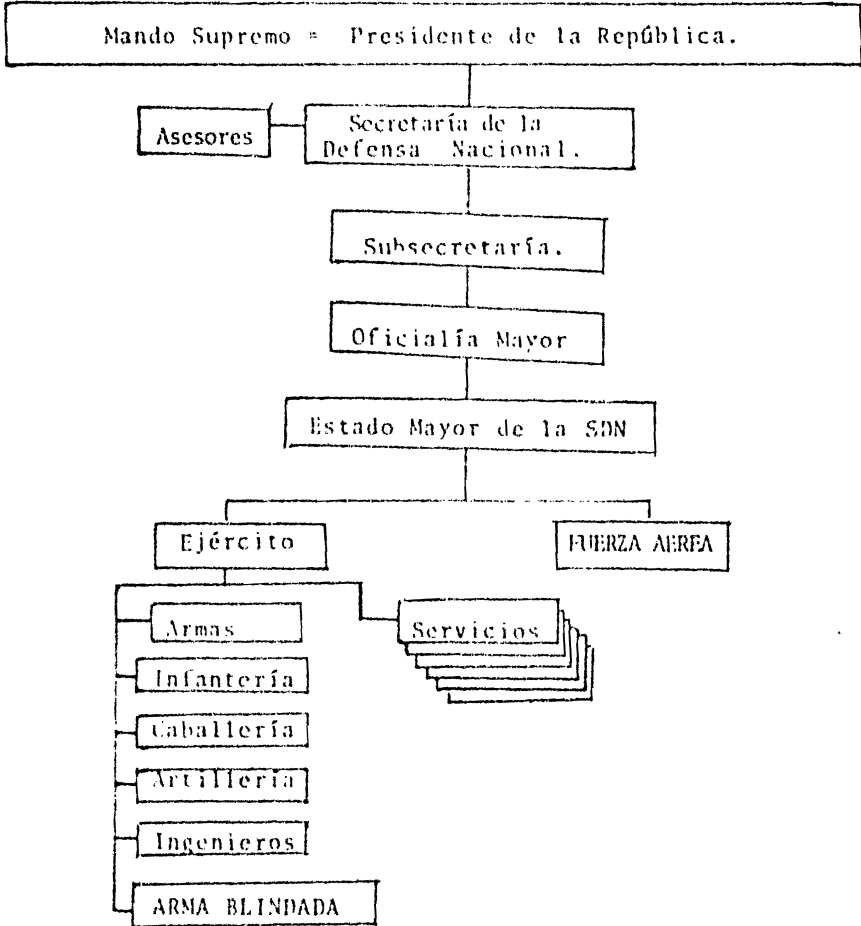 Mando Supremo = Presidente de la República.
Asesores
Secretaría de la
Defensa Nacional.
Subsecretaría.
Oficialía Mayor
Estado Mayor de la SDN
Ejército
FUERZA AEREA
Armas
Servicios
Infantería
Caballería
Artillería
Ingenieros
ARMA BLINDADA